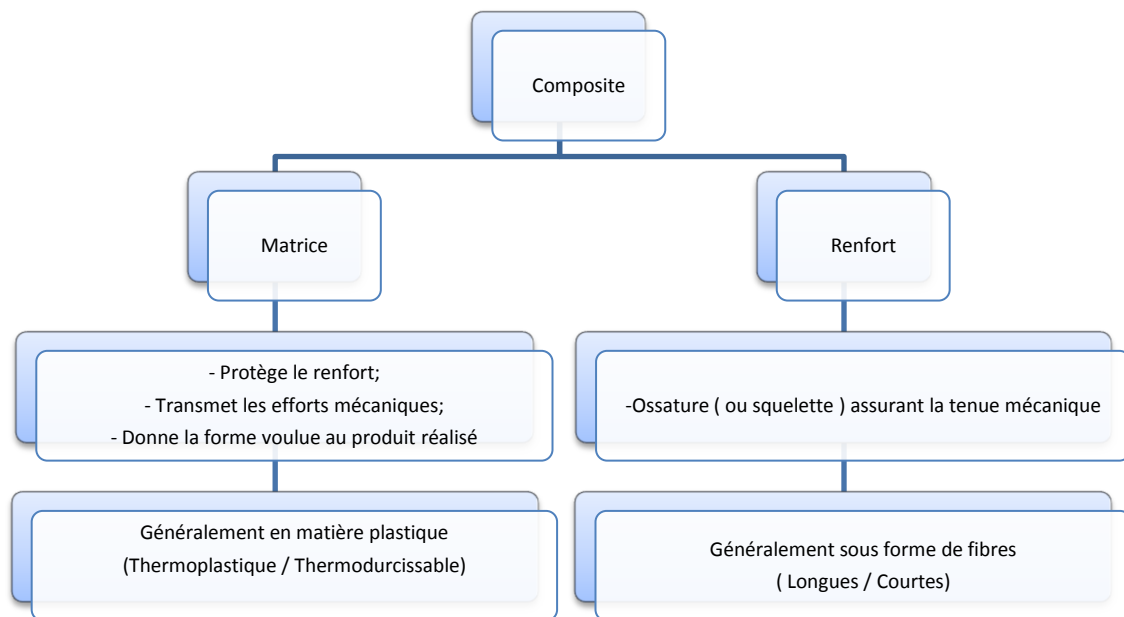 Composite
Matrice
Renfort
- Protège le renfort;
- Transmet les efforts mécaniques;
- Donne la forme voulue au produit réalisé
-Ossature ( ou squelette ) assurant la tenue mécanique
Généralement en matière plastique
(Thermoplastique / Thermodurcissable)
Généralement sous forme de fibres
( Longues / Courtes)